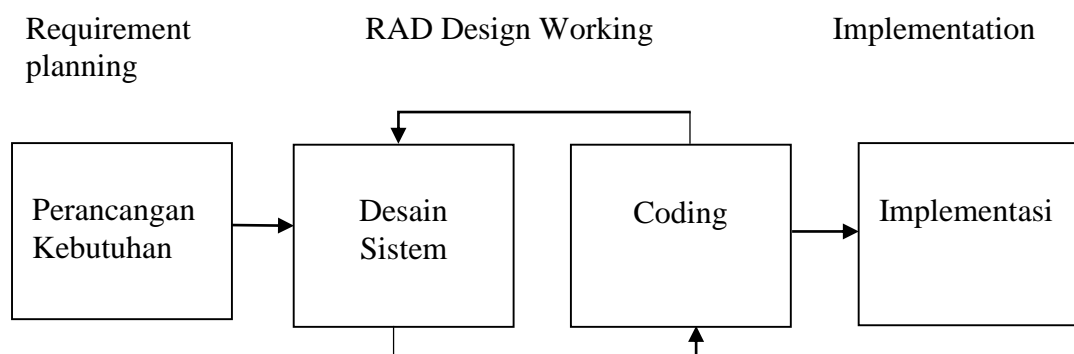 Requirement
planning
RAD Design Working
Implementation
Perancangan
Kebutuhan
Desain
Sistem
Coding
Implementasi